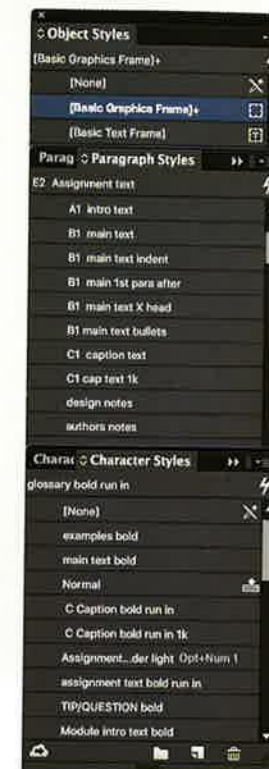 Object Styles
[Basic Graphics Frame]+
[None]
[Basic Graphics Frame]+
[Basic Text Frame]
Parag Paragraph Styles
E2 Assignment text
A1 intro text
B1 main text
B1 main text indent
B1 main 1st para after
B1 main text X head
B1 main text bullets
C1 caption text
C1 cap text 1k
design notes
authors notes
Charac Character Styles
glossary bold run in
[None]
examples bold
main text bold
Normal
C Caption bold run in
C Caption bold run in 1k
Assignment...der light Opt+Num 1
assignment text bold run in
TIP/QUESTION bold
Module intro text bold